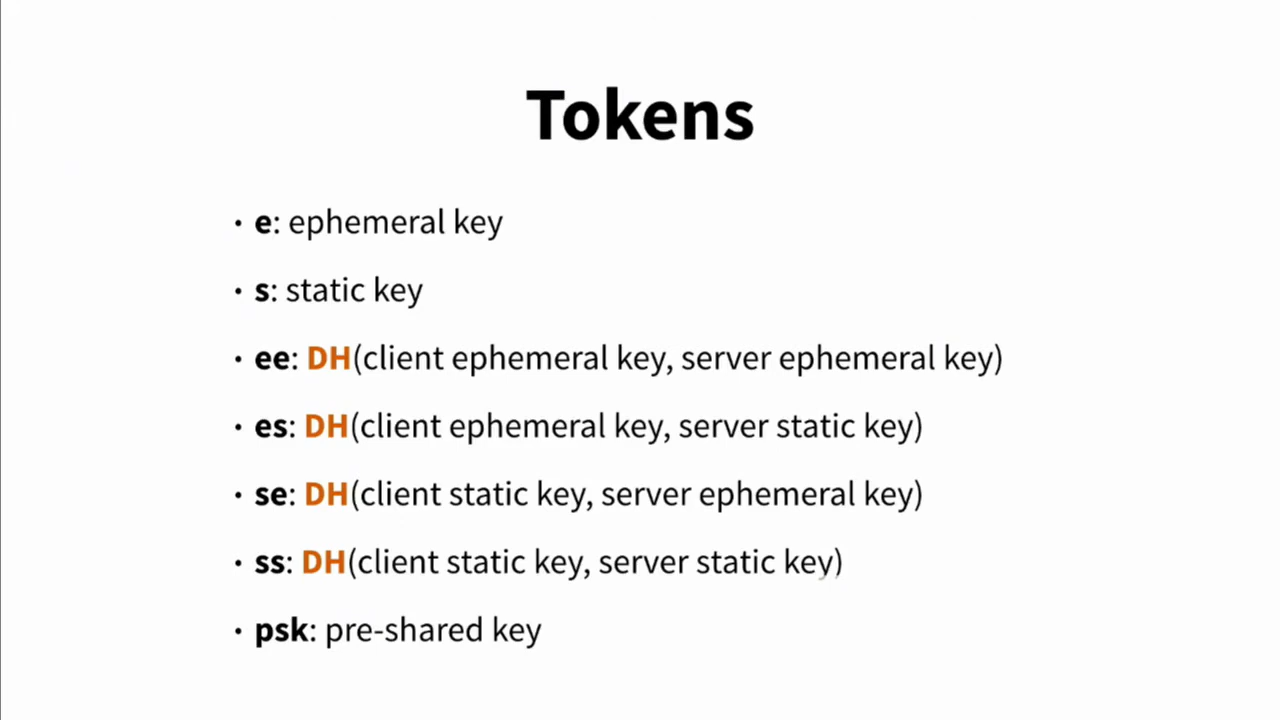 Tokens
• e: ephemeral key
• s: static key
• ee: DH(client ephemeral key, server ephemeral key)
• es: DH(client ephemeral key, server static key)
• se: DH(client static key, server ephemeral key)
• ss: DH(client static key, server static key)
• psk: pre-shared key